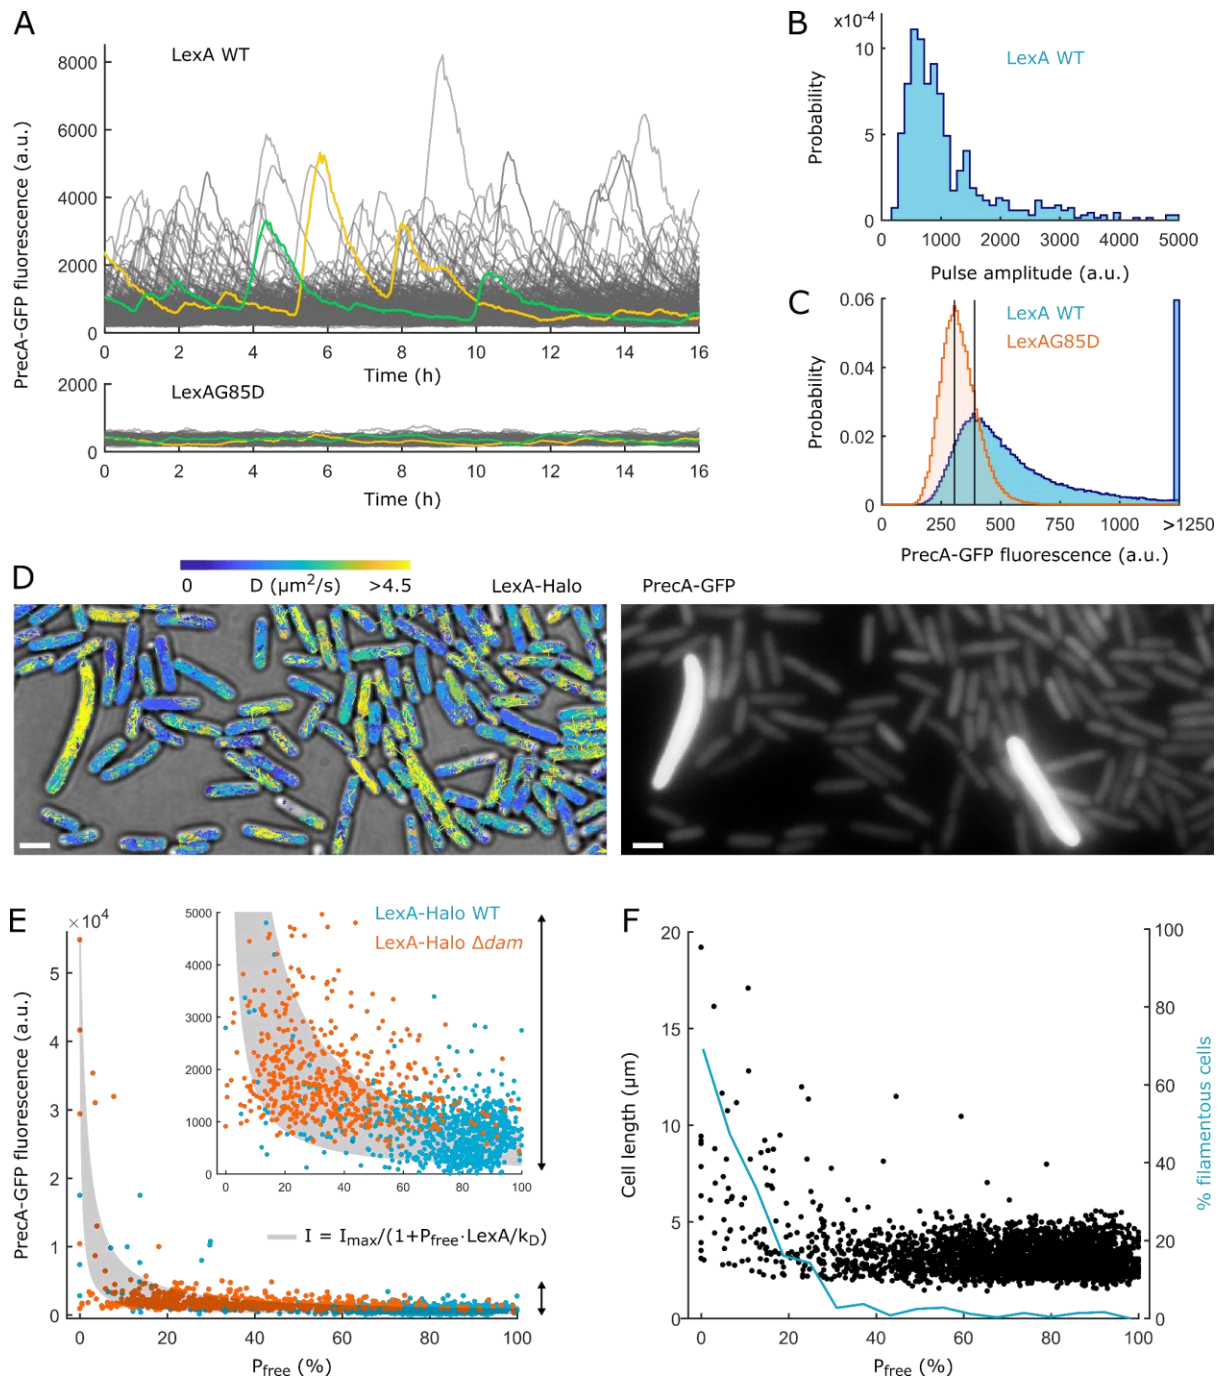 A
LexA WT
PrecA-GFP fluorescence (a.u.)
8000
6000
4000
2000
0
0 2 4 6 8 10 12 14 16
Time (h)
LexAG85D
2000
0
0 2 4 6 8 10 12 14 16
Time (h)
B
x10⁻⁴
10
5
0
Probability
LexA WT
0 1000 2000 3000 4000 5000
Pulse amplitude (a.u.)
C
0.06
0.04
0.02
0
Probability
LexA WT
LexAG85D
0 250 500 750 1000 >1250
PrecA-GFP fluorescence (a.u.)
D
0 D (μm²/s) >4.5
LexA-Halo
PrecA-GFP
E
×10⁴
PrecA-GFP fluorescence (a.u.)
5
4
3
2
1
0
0 20 40 60 80 100
P_free (%)
5000
4000
3000
2000
1000
0
0 20 40 60 80 100
LexA-Halo WT
LexA-Halo Δdam
I = I_max/(1+P_free·LexA/k_D)
F
20
15
10
5
0
Cell length (μm)
100
80
60
40
20
0
% filamentous cells
0 20 40 60 80 100
P_free (%)